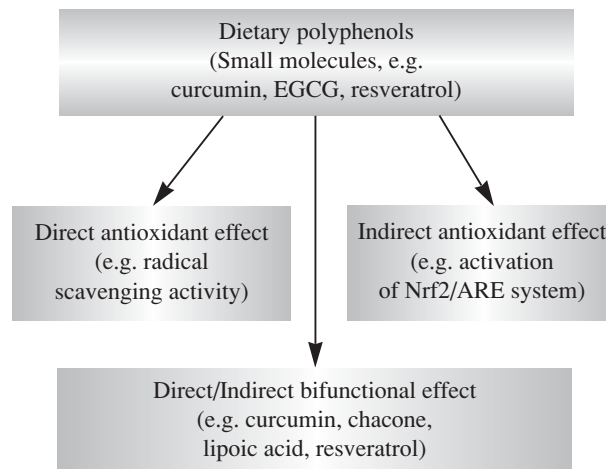 Dietary polyphenols
(Small molecules, e.g.
curcumin, EGCG, resveratrol)
Direct antioxidant effect
(e.g. radical
scavenging activity)
Indirect antioxidant effect
(e.g. activation
of Nrf2/ARE system)
Direct/Indirect bifunctional effect
(e.g. curcumin, chacone,
lipoic acid, resveratrol)